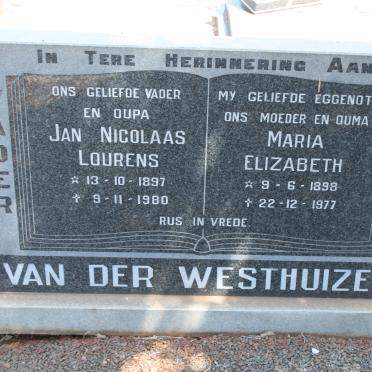 In Tere Herinnering Aan
ONS GELIEFDE VADER
EN OUPA
JAN NICOLAAS
LOURENS
☆ 13-10-1897
✝ 9-11-1980
MY GELIEFDE EGGENOT
ONS MOEDER EN OUMA
MARIA
ELIZABETH
☆ 9-6-1898
✝ 22-12-1977
RUS IN VREDE
VAN DER WESTHUIZE